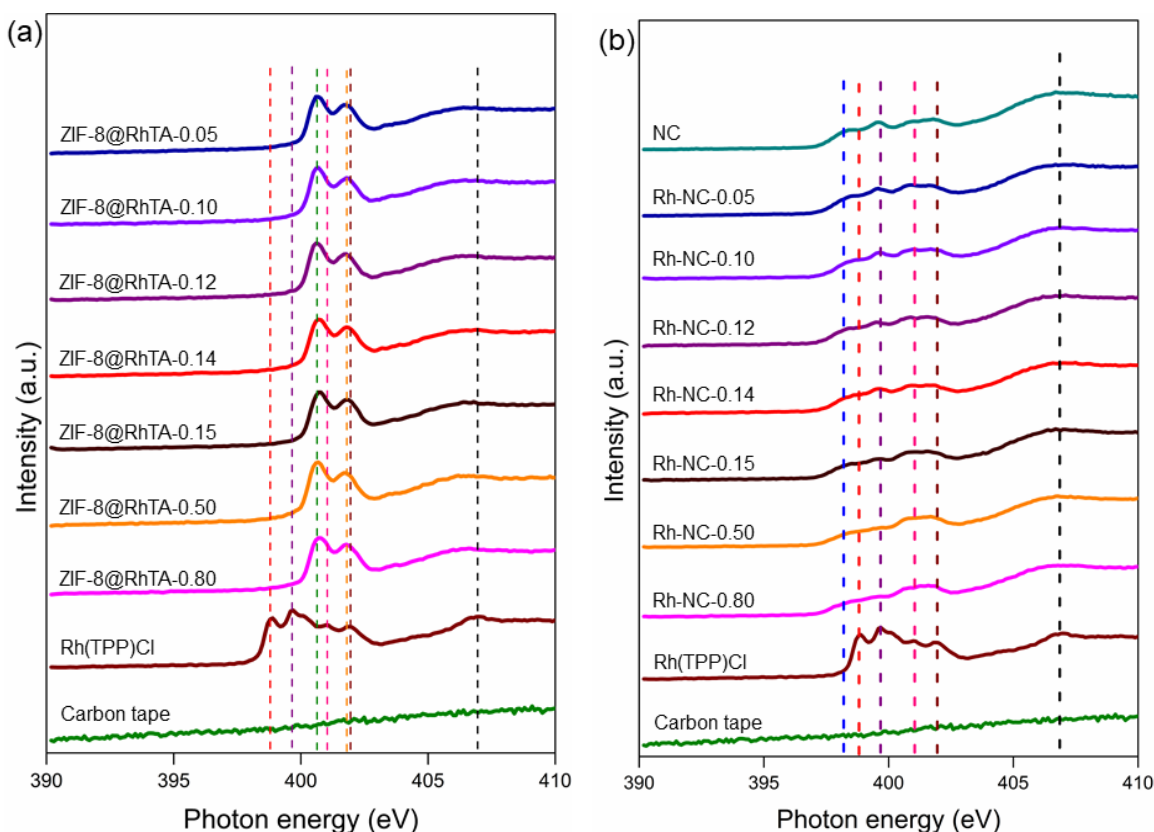 (a)
ZIF-8@RhTA-0.05
ZIF-8@RhTA-0.10
ZIF-8@RhTA-0.12
ZIF-8@RhTA-0.14
ZIF-8@RhTA-0.15
ZIF-8@RhTA-0.50
ZIF-8@RhTA-0.80
Rh(TPP)Cl
Carbon tape
Intensity (a.u.)
390
395
400
405
410
Photon energy (eV)
(b)
NC
Rh-NC-0.05
Rh-NC-0.10
Rh-NC-0.12
Rh-NC-0.14
Rh-NC-0.15
Rh-NC-0.50
Rh-NC-0.80
Rh(TPP)Cl
Carbon tape
Intensity (a.u.)
390
395
400
405
410
Photon energy (eV)